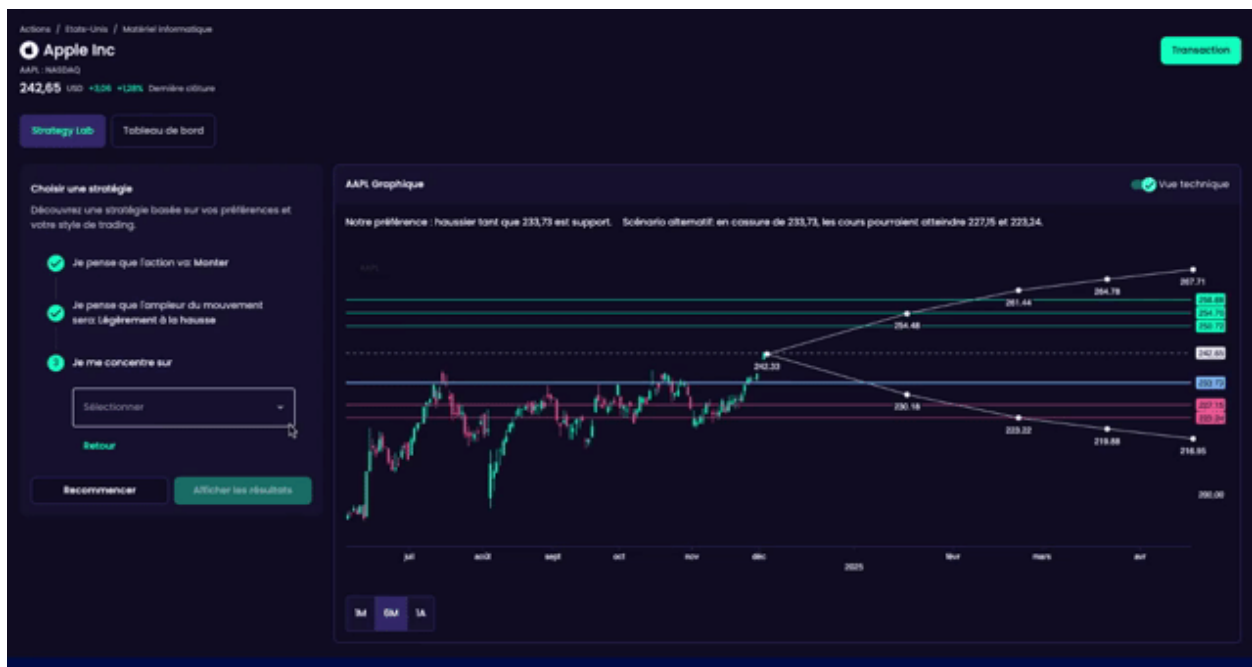 Actions / Etats-Unis / Matériel informatique
Apple Inc
AAPL : NASDAQ
242,65 USD +3,06 +1,28% Dernière clôture
Transaction
Strategy Lab
Tableau de bord
Choisir une stratégie
Découvrez une stratégie basée sur vos préférences et
votre style de trading.
Je pense que l'action va: Monter
Je pense que l'ampleur du mouvement
sera: Légèrement à la hausse
3 Je me concentre sur
Sélectionner
Retour
Recommencer
Afficher les résultats
AAPL Graphique
Vue technique
Notre préférence : haussier tant que 233,73 est support. Scénario alternatif: en cassure de 233,73, les cours pourraient atteindre 227,15 et 223,24.
AAPL
267.71
264.78
261.44
254.48
254.70
250.72
242.65
242.33
233.73
227.15
223.24
230.16
223.22
219.88
216.95
200,00
juil
août
sept
oct
nov
déc
2025
févr
mars
avr
1M
6M
1A